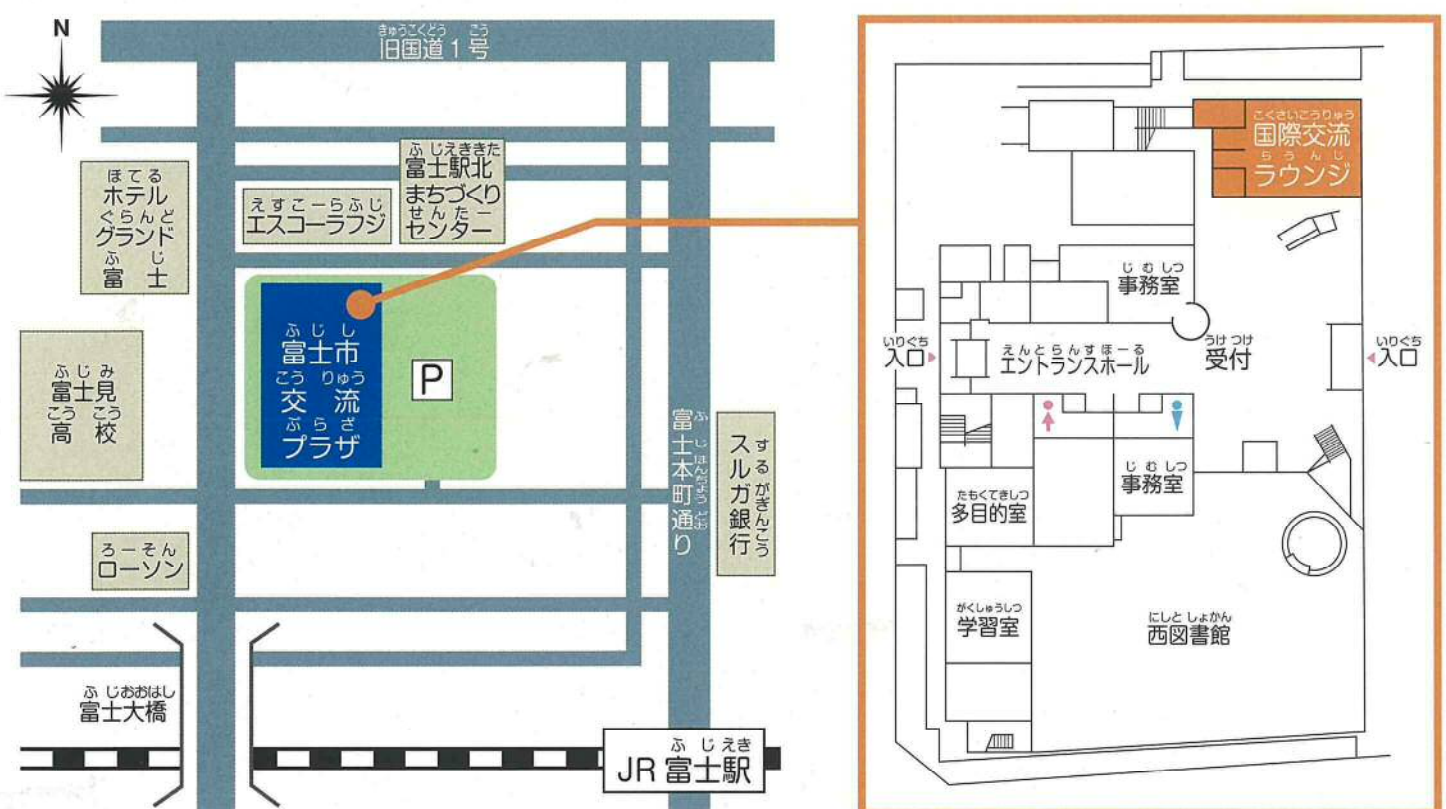 N
きゅうこくどう ごう
旧国道1号
ほてる
ホテル
ぐらんど
グランド
ふ じ
富 士
えすこーらふじ
エスコーラフジ
ふ じえききた
富士駅北
まちづくり
せんたー
センター
ふ じ み
富士見
こう こう
高 校
ふ じ し
富士市
こう りゅう
交 流
ぷ ら ざ
プラザ
P
ふ じ ほんちょう どお
富士本町通り
するがぎんこう
スルガ銀行
ろーそん
ローソン
ふ じおおはし
富士大橋
ふ じ えき
JR 富士駅
こくさいこうりゅう
国際交流
らうんじ
ラウンジ
じ む しつ
事務室
いりぐち
入口
えんとらんすほーる
エントランスホール
うけ つけ
受付
いりぐち
入口
じ む しつ
事務室
たもくてきしつ
多目的室
がくしゅうしつ
学習室
にしと しょかん
西図書館